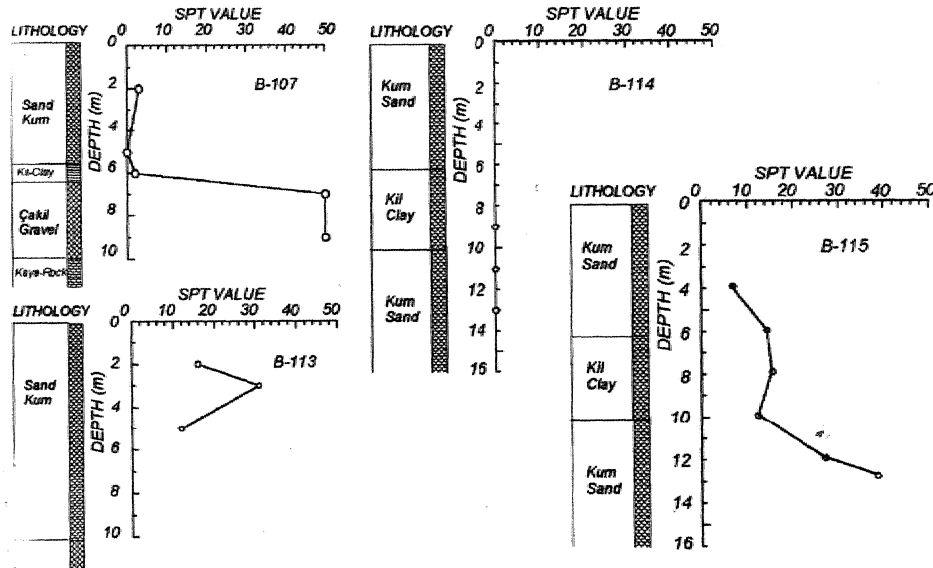 SPT VALUE
LITHOLOGY
0 10 20 30 40 50
0
2
4
6
8
10
DEPTH (m)
B-107
Sand
Kum
Kil-Clay
Çakil
Gravel
Kaya-Rock
SPT VALUE
LITHOLOGY
0 10 20 30 40 50
0
2
4
6
8
10
DEPTH (m)
B-113
Sand
Kum
SPT VALUE
LITHOLOGY
0 10 20 30 40 50
0
2
4
6
8
10
12
14
16
DEPTH (m)
B-114
Kum
Sand
Kil
Clay
Kum
Sand
SPT VALUE
LITHOLOGY
0 10 20 30 40 50
0
2
4
6
8
10
12
14
16
DEPTH (m)
B-115
Kum
Sand
Kil
Clay
Kum
Sand